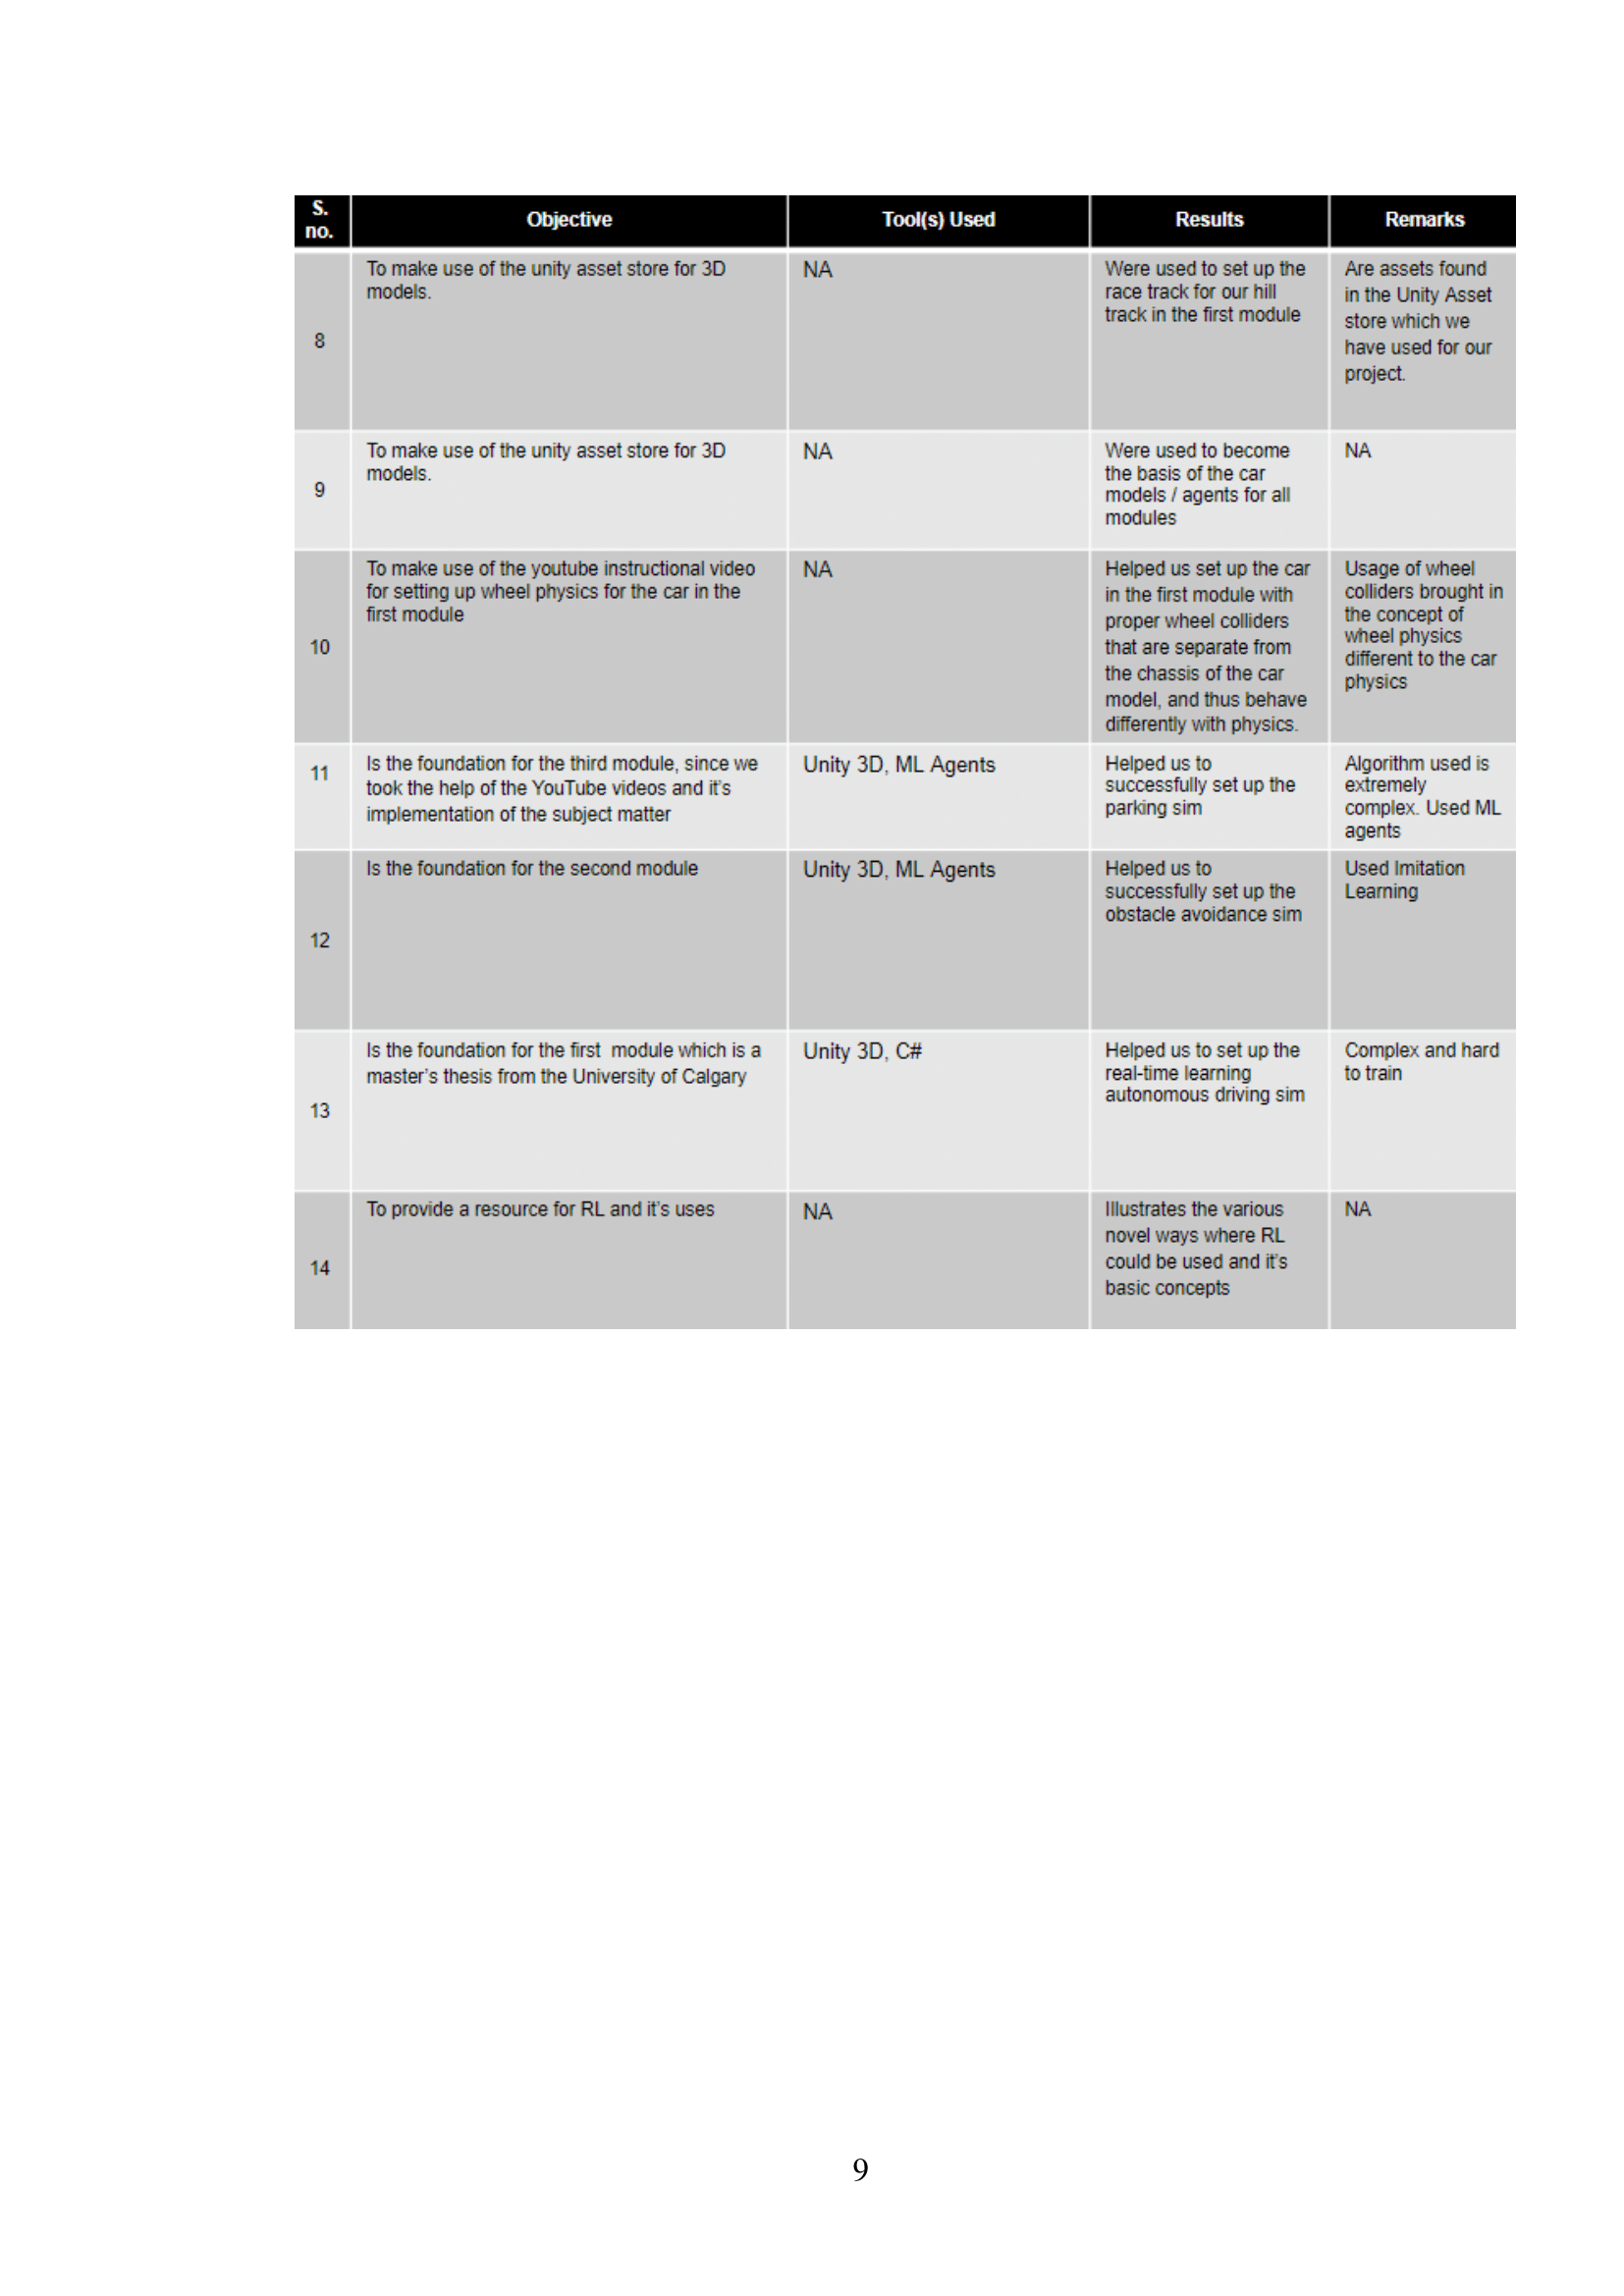 S.
no.
Objective
Tool(s) Used
Results
Remarks
8
To make use of the unity asset store for 3D
models.
NA
Were used to set up the
race track for our hill
track in the first module
Are assets found
in the Unity Asset
store which we
have used for our
project.
9
To make use of the unity asset store for 3D
models.
NA
Were used to become
the basis of the car
models / agents for all
modules
NA
10
To make use of the youtube instructional video
for setting up wheel physics for the car in the
first module
NA
Helped us set up the car
in the first module with
proper wheel colliders
that are separate from
the chassis of the car
model, and thus behave
differently with physics.
Usage of wheel
colliders brought in
the concept of
wheel physics
different to the car
physics
11
Is the foundation for the third module, since we
took the help of the YouTube videos and it's
implementation of the subject matter
Unity 3D, ML Agents
Helped us to
successfully set up the
parking sim
Algorithm used is
extremely
complex. Used ML
agents
12
Is the foundation for the second module
Unity 3D, ML Agents
Helped us to
successfully set up the
obstacle avoidance sim
Used Imitation
Learning
13
Is the foundation for the first  module which is a
master's thesis from the University of Calgary
Unity 3D, C#
Helped us to set up the
real-time learning
autonomous driving sim
Complex and hard
to train
14
To provide a resource for RL and it's uses
NA
Illustrates the various
novel ways where RL
could be used and it's
basic concepts
NA
9